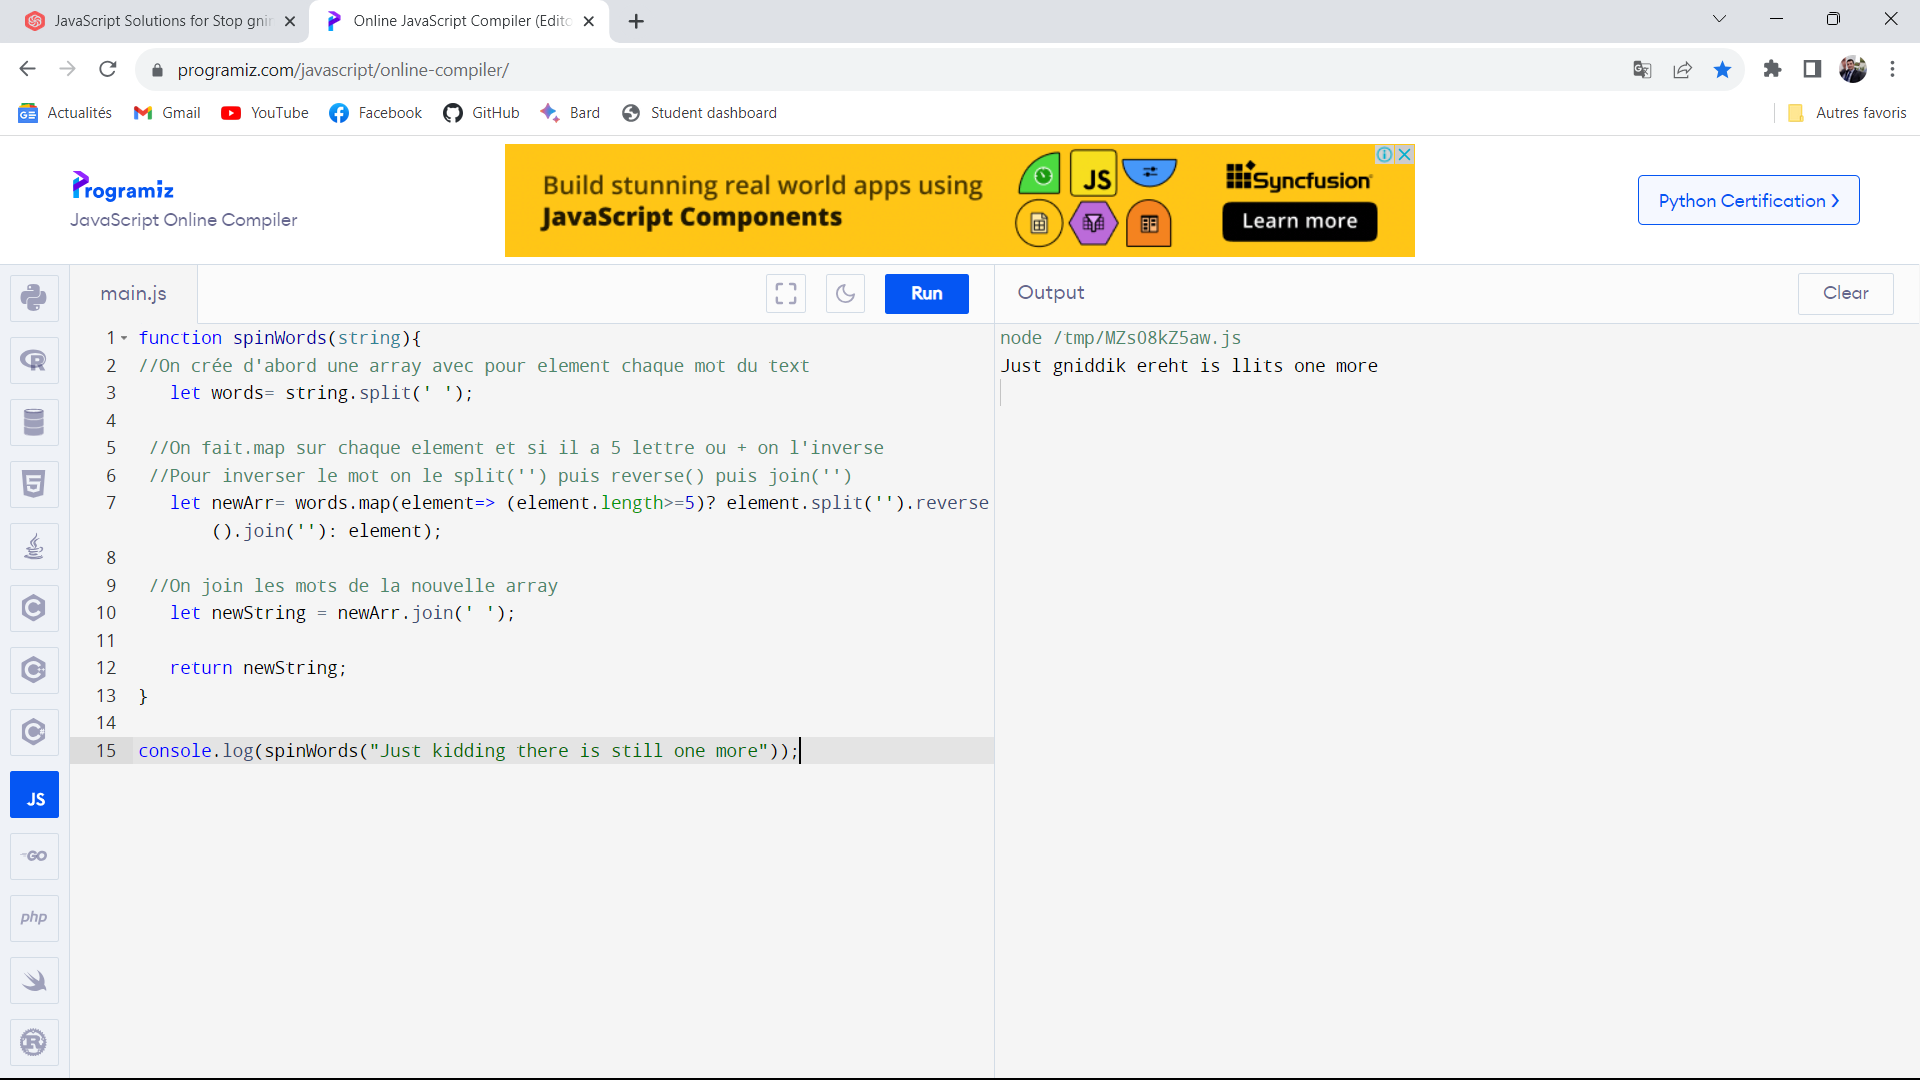 JavaScript Solutions for Stop gnin
Online JavaScript Compiler (Edito
programiz.com/javascript/online-compiler/
Actualités
Gmail
YouTube
Facebook
GitHub
Bard
Student dashboard
Autres favoris
Programiz
JavaScript Online Compiler
Build stunning real world apps using
JavaScript Components
JS
Syncfusion
Learn more
Python Certification
main.js
Run
Output
Clear
1 function spinWords(string){
2 //On crée d'abord une array avec pour element chaque mot du text
3 let words= string.split(' ');
4
5 //On fait.map sur chaque element et si il a 5 lettre ou + on l'inverse
6 //Pour inverser le mot on le split('') puis reverse() puis join('')
7 let newArr= words.map(element=> (element.length>=5)? element.split('').reverse
().join(''): element);
8
9 //On join les mots de la nouvelle array
10 let newString = newArr.join(' ');
11
12 return newString;
13 }
14
15 console.log(spinWords("Just kidding there is still one more"));
node /tmp/MZsO8kZ5aw.js
Just gniddik ereht is llits one more
JS
GO
php